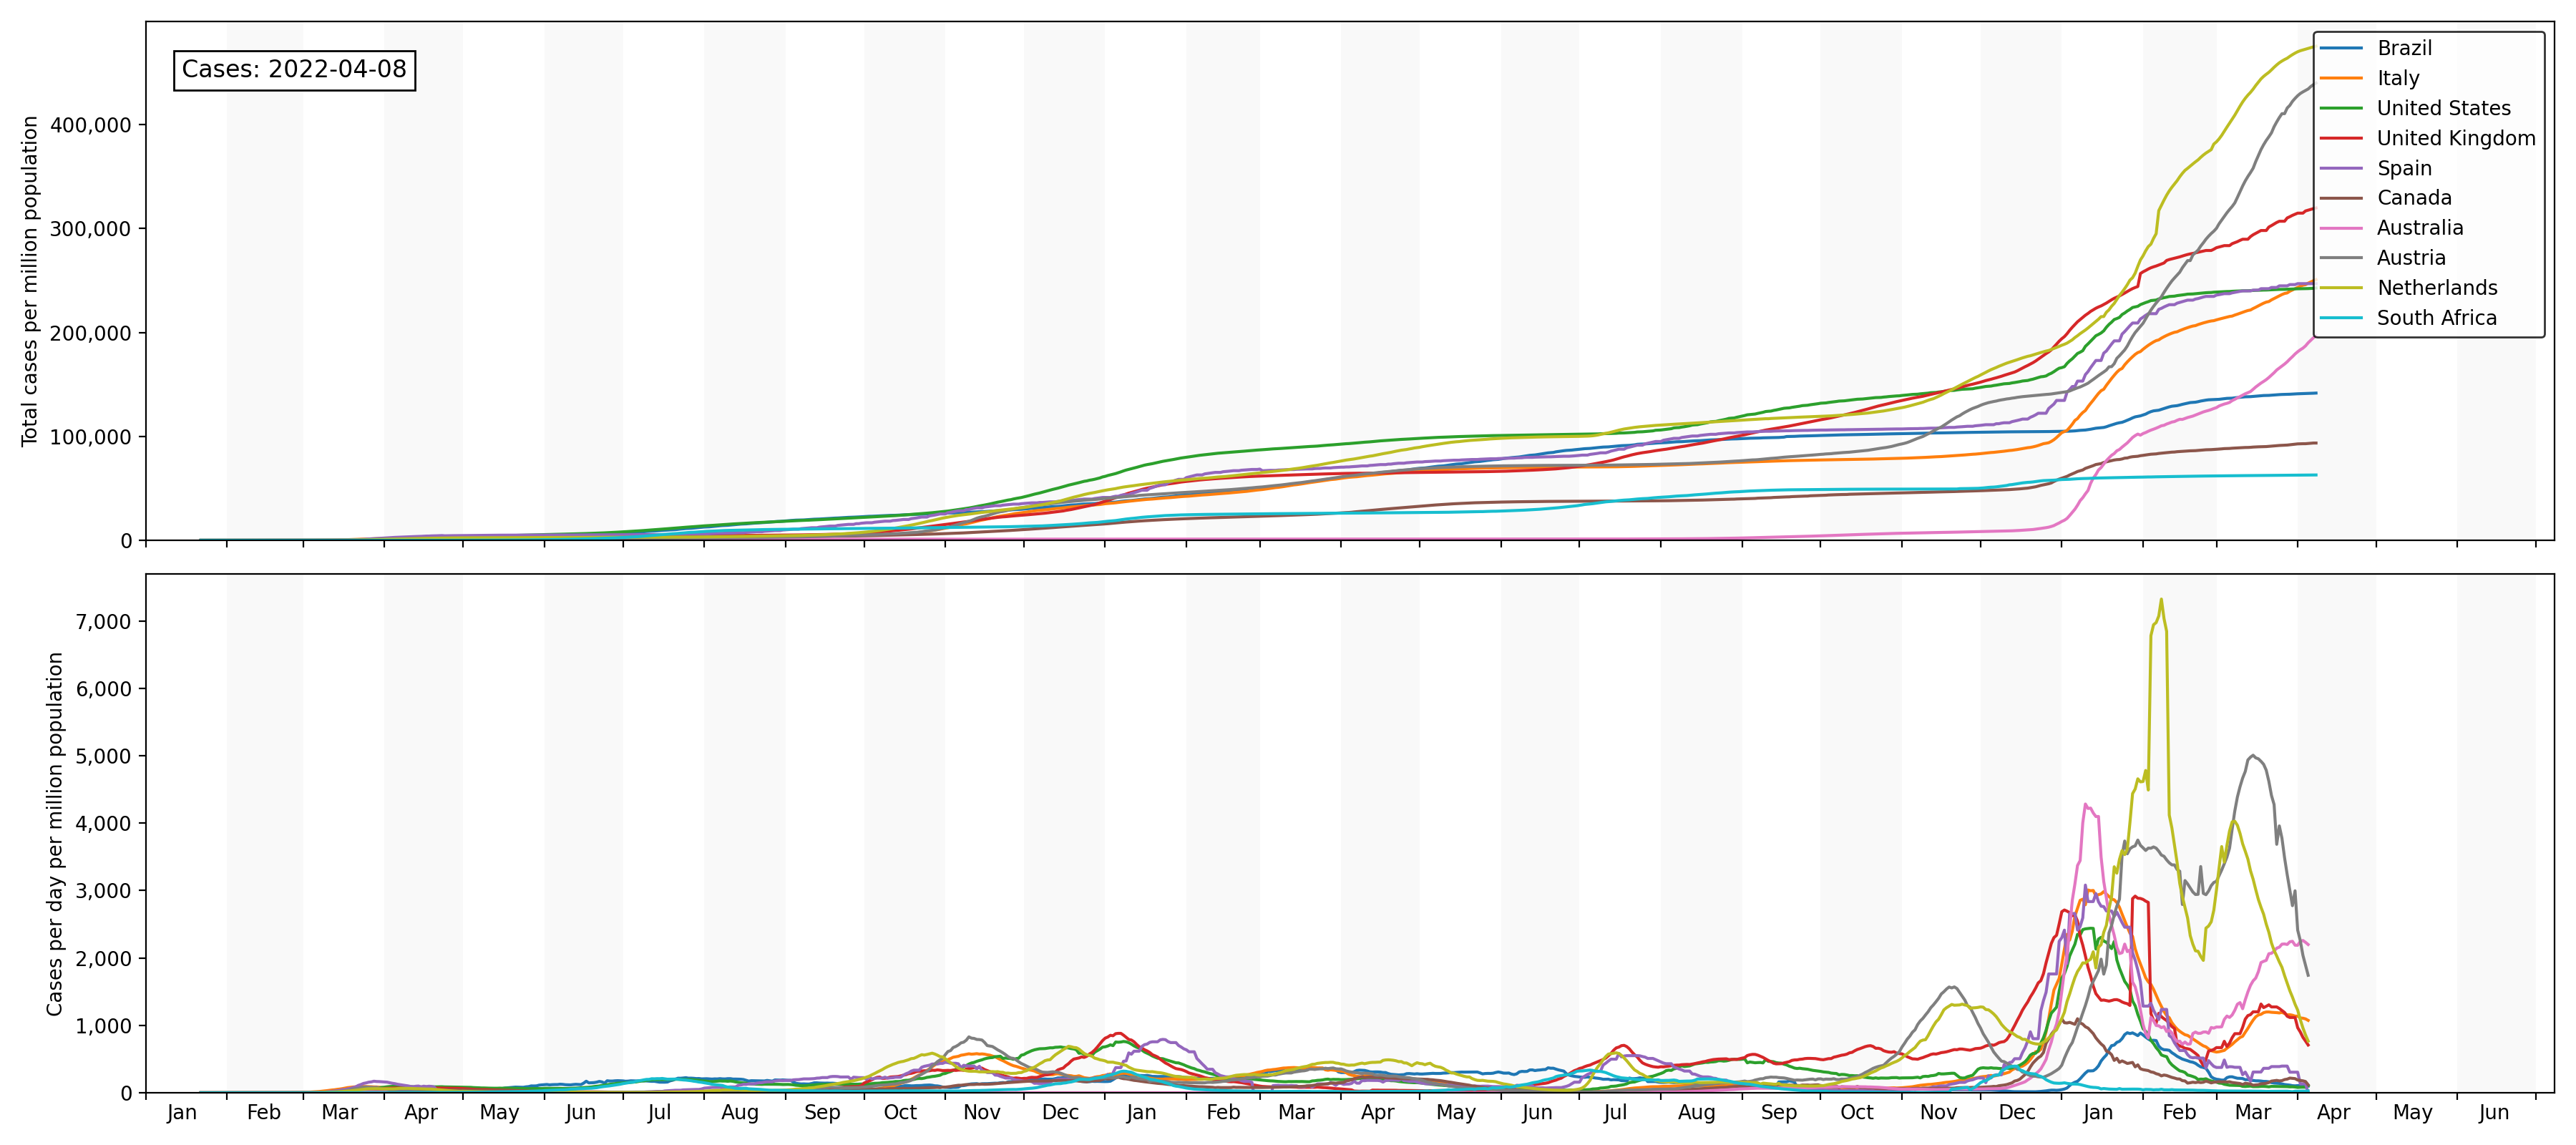 Cases: 2022-04-08
Total cases per million population
400,000
300,000
200,000
100,000
0
Brazil
Italy
United States
United Kingdom
Spain
Canada
Australia
Austria
Netherlands
South Africa
Cases per day per million population
7,000
6,000
5,000
4,000
3,000
2,000
1,000
0
Jan Feb Mar Apr May Jun Jul Aug Sep Oct Nov Dec Jan Feb Mar Apr May Jun Jul Aug Sep Oct Nov Dec Jan Feb Mar Apr May Jun